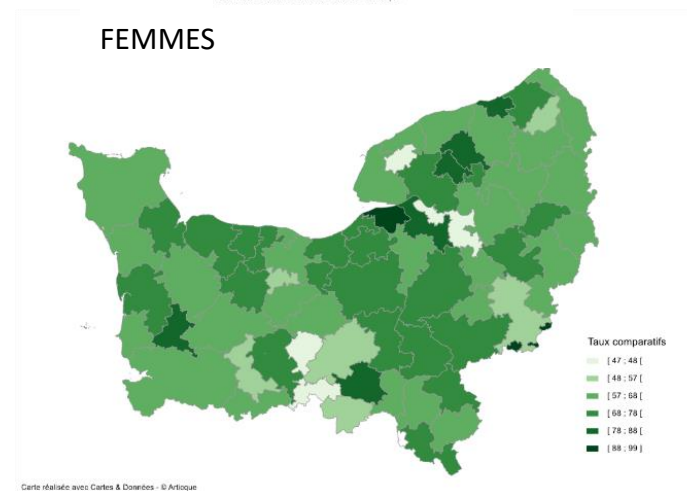 FEMMES
Taux comparatifs
[ 47 ; 48 [
[ 48 ; 57 [
[ 57 ; 68 [
[ 68 ; 78 [
[ 78 ; 88 [
[ 88 ; 99 ]
Carte réalisée avec Cartes & Données - © Artique